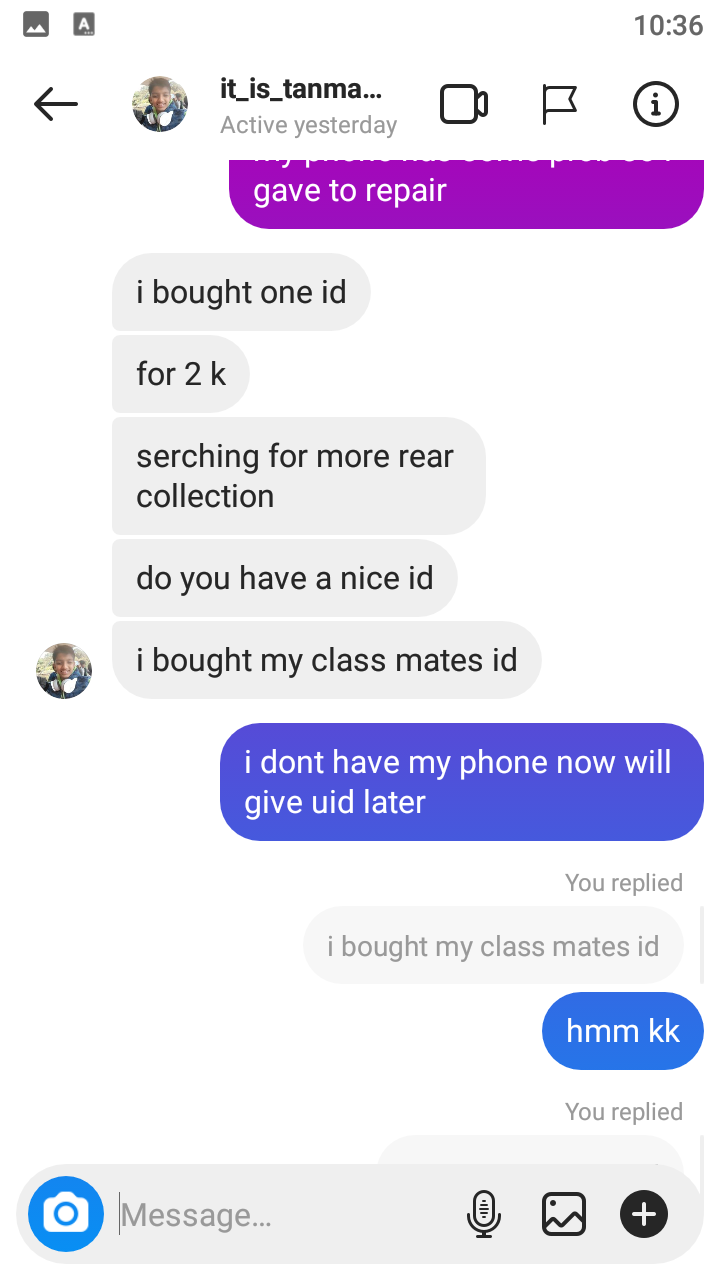 10:36
it_is_tanma...
Active yesterday
gave to repair
i bought one id
for 2 k
serching for more rear
collection
do you have a nice id
i bought my class mates id
i dont have my phone now will
give uid later
You replied
i bought my class mates id
hmm kk
You replied
Message...